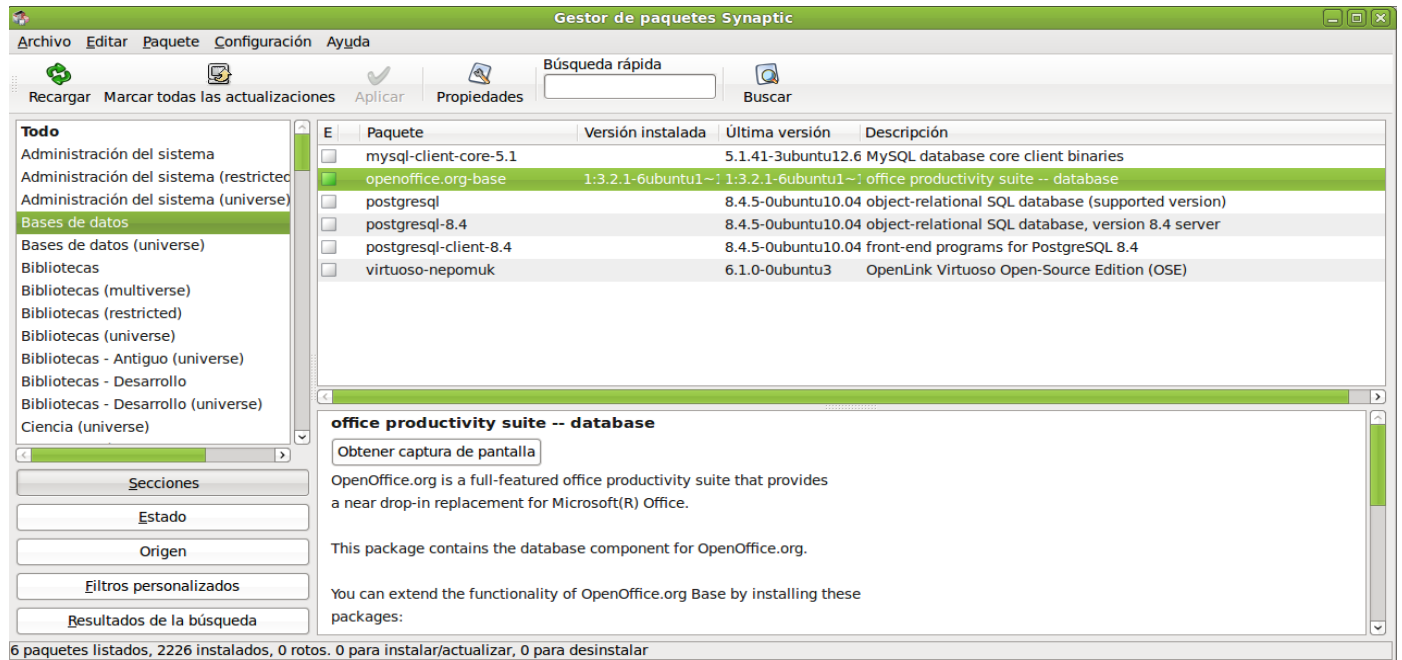 Gestor de paquetes Synaptic
Archivo Editar Paquete Configuración Ayuda
Búsqueda rápida
Recargar Marcar todas las actualizaciones Aplicar Propiedades Buscar
Todo
Administración del sistema
Administración del sistema (restricted
Administración del sistema (universe)
Bases de datos
Bases de datos (universe)
Bibliotecas
Bibliotecas (multiverse)
Bibliotecas (restricted)
Bibliotecas (universe)
Bibliotecas - Antiguo (universe)
Bibliotecas - Desarrollo
Bibliotecas - Desarrollo (universe)
Ciencia (universe)
Secciones
Estado
Origen
Filtros personalizados
Resultados de la búsqueda
E Paquete Versión instalada Última versión Descripción
mysql-client-core-5.1 5.1.41-3ubuntu12.6 MySQL database core client binaries
openoffice.org-base 1:3.2.1-6ubuntu1~1 1:3.2.1-6ubuntu1~1 office productivity suite -- database
postgresql 8.4.5-0ubuntu10.04 object-relational SQL database (supported version)
postgresql-8.4 8.4.5-0ubuntu10.04 object-relational SQL database, version 8.4 server
postgresql-client-8.4 8.4.5-0ubuntu10.04 front-end programs for PostgreSQL 8.4
virtuoso-nepomuk 6.1.0-0ubuntu3 OpenLink Virtuoso Open-Source Edition (OSE)
office productivity suite -- database
Obtener captura de pantalla
OpenOffice.org is a full-featured office productivity suite that provides
a near drop-in replacement for Microsoft(R) Office.
This package contains the database component for OpenOffice.org.
You can extend the functionality of OpenOffice.org Base by installing these
packages:
6 paquetes listados, 2226 instalados, 0 rotos. 0 para instalar/actualizar, 0 para desinstalar